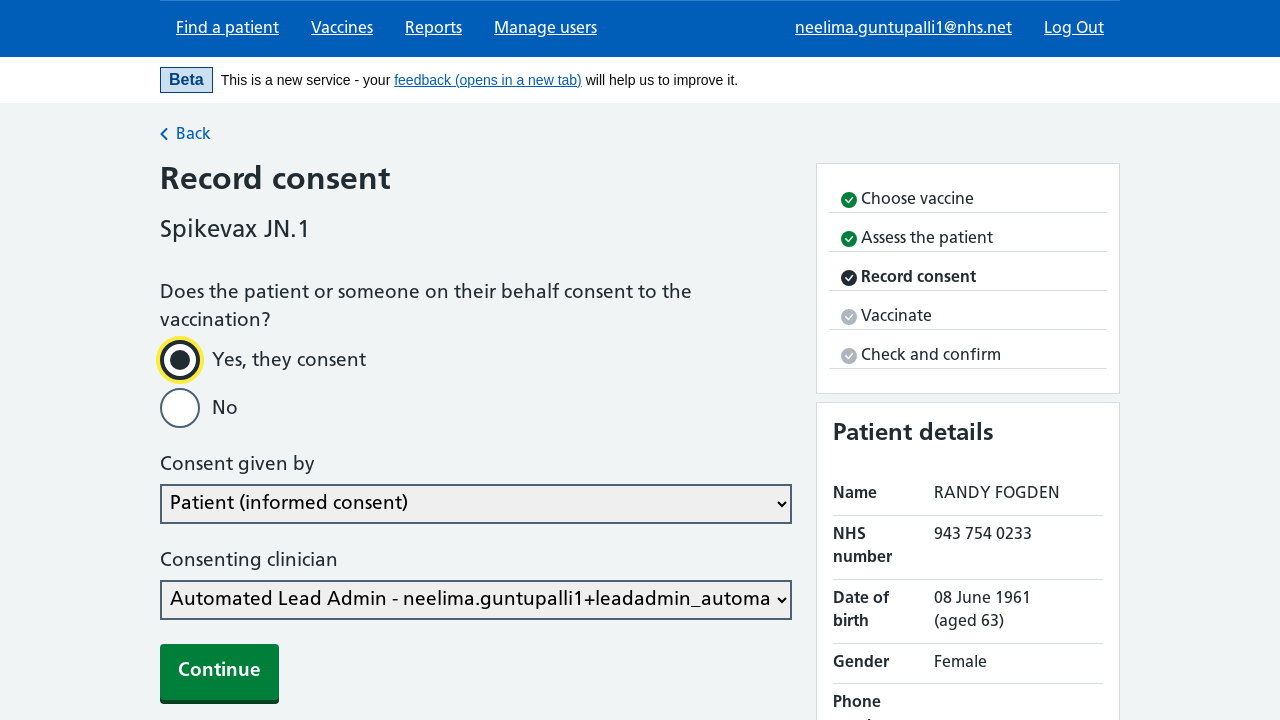 Find a patient Vaccines Reports Manage users neelima.guntupalli1@nhs.net Log Out
Beta This is a new service - your feedback (opens in a new tab) will help us to improve it.
Back
Record consent
Spikevax JN.1
Does the patient or someone on their behalf consent to the
vaccination?
Yes, they consent
No
Consent given by
Patient (informed consent)
Consenting clinician
Automated Lead Admin - neelima.guntupalli1+leadadmin_automa
Continue
Choose vaccine
Assess the patient
Record consent
Vaccinate
Check and confirm
Patient details
Name RANDY FOGDEN
NHS 943 754 0233
number
Date of 08 June 1961
birth (aged 63)
Gender Female
Phone